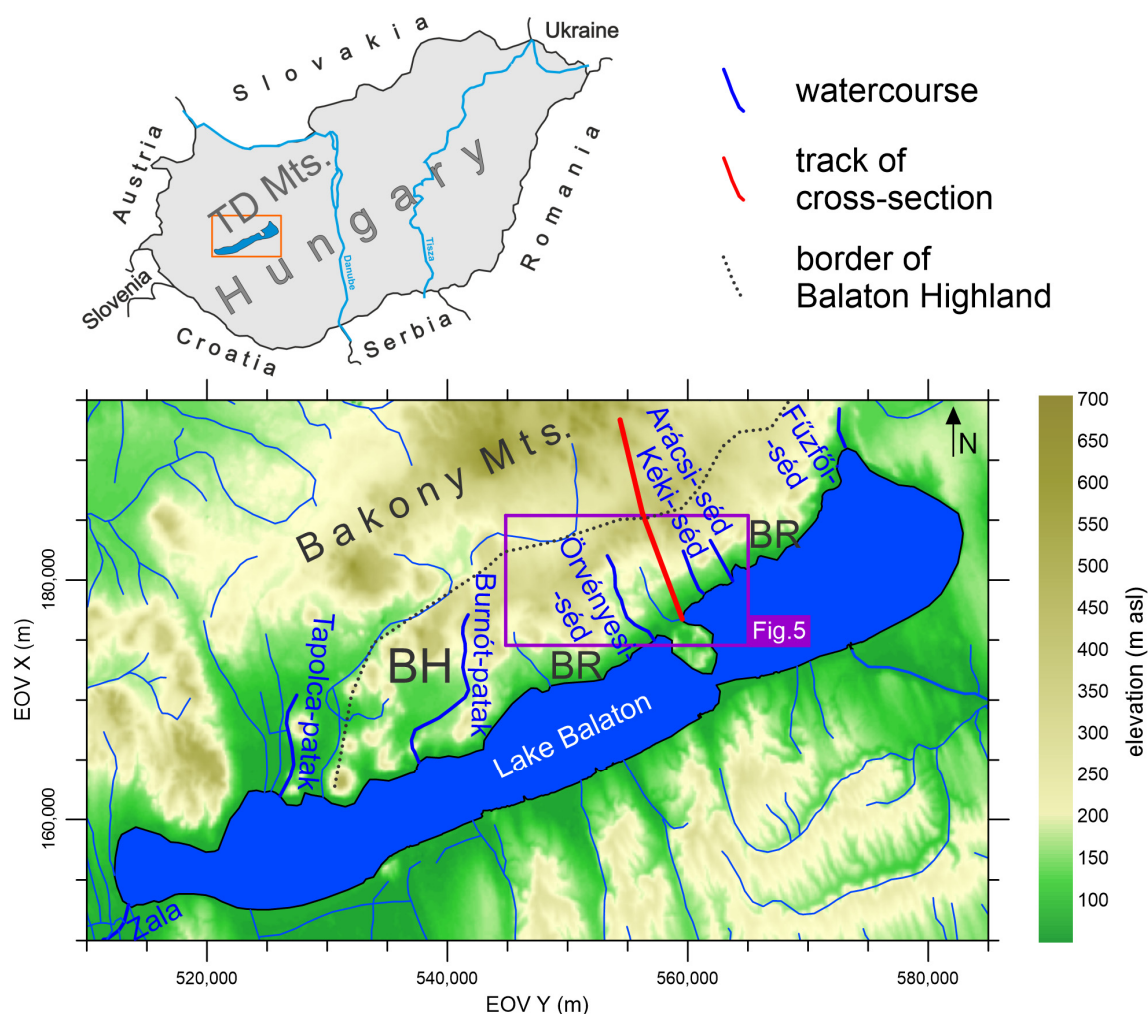 Slovakia
Ukraine
Austria
TD Mts.
Hungary
Romania
Danube
Tisza
Slovenia
Croatia
Serbia
watercourse
track of
cross-section
border of
Balaton Highland
Bakony Mts.
Arácsi-séd
Kéki-séd
Fűzfői-
-séd
N
BR
Örvényesi-
-séd
Burnót-patak
Tapolca-patak
BH
BR
Fig.5
Lake Balaton
Zala
EOV X (m)
180,000
160,000
520,000
540,000
560,000
580,000
EOV Y (m)
700
650
600
550
500
450
400
350
300
250
200
150
100
elevation (m asl)